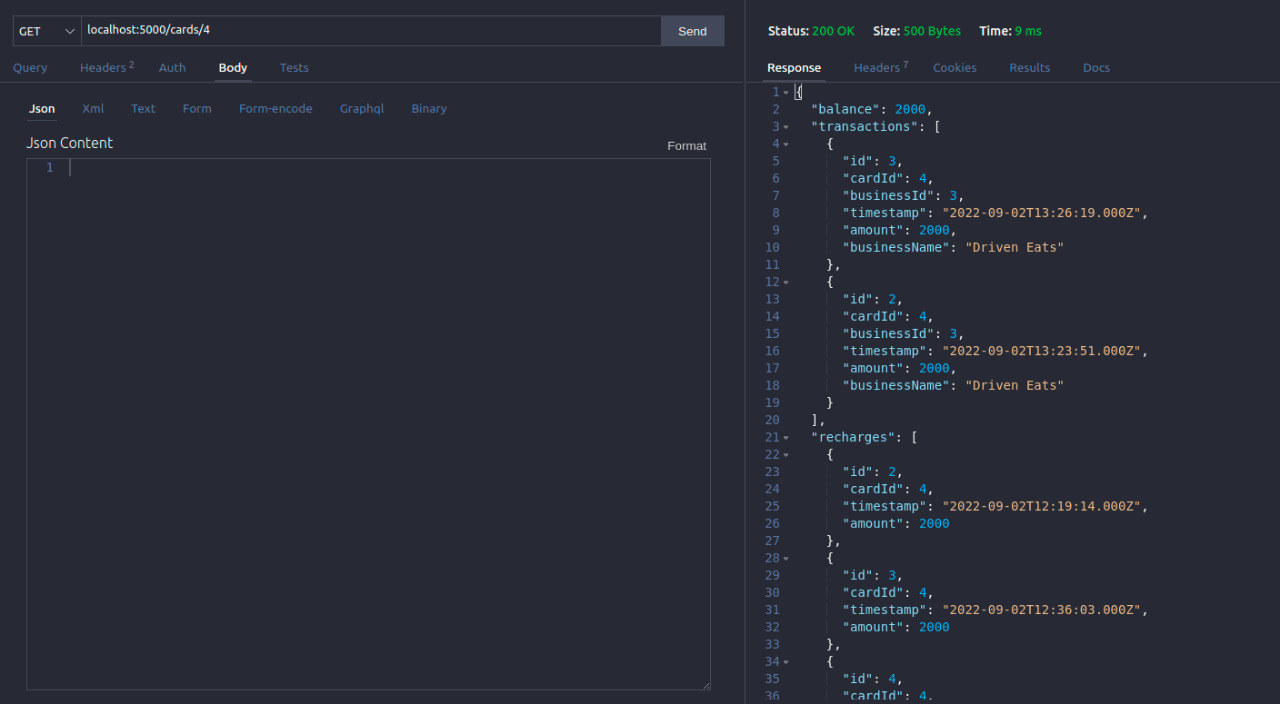 GET localhost:5000/cards/4 Send
Query Headers 2 Auth Body Tests
Json Xml Text Form Form-encode Graphql Binary
Json Content Format
1
Status: 200 OK Size: 500 Bytes Time: 9 ms
Response Headers 7 Cookies Results Docs
1 {
2 "balance": 2000,
3 "transactions": [
4 {
5 "id": 3,
6 "cardId": 4,
7 "businessId": 3,
8 "timestamp": "2022-09-02T13:26:19.000Z",
9 "amount": 2000,
10 "businessName": "Driven Eats"
11 },
12 {
13 "id": 2,
14 "cardId": 4,
15 "businessId": 3,
16 "timestamp": "2022-09-02T13:23:51.000Z",
17 "amount": 2000,
18 "businessName": "Driven Eats"
19 }
20 ],
21 "recharges": [
22 {
23 "id": 2,
24 "cardId": 4,
25 "timestamp": "2022-09-02T12:19:14.000Z",
26 "amount": 2000
27 },
28 {
29 "id": 3,
30 "cardId": 4,
31 "timestamp": "2022-09-02T12:36:03.000Z",
32 "amount": 2000
33 },
34 {
35 "id": 4,
36 "cardId": 4,